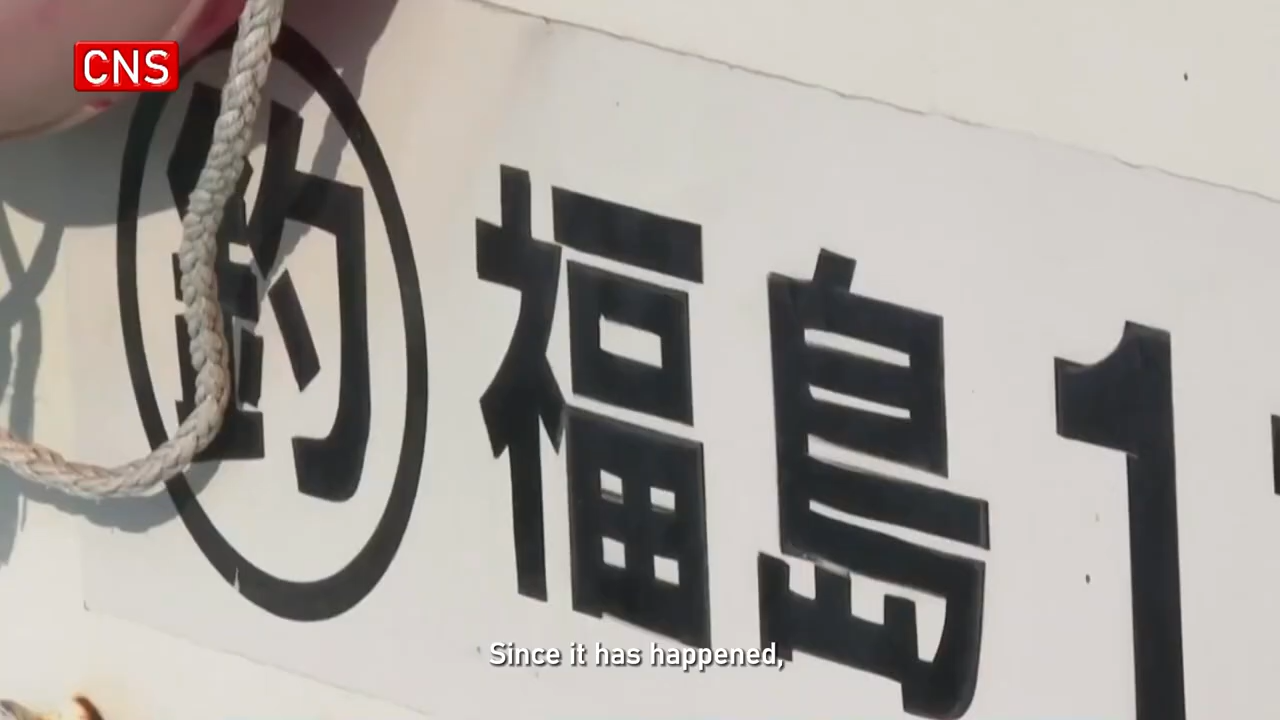 CNS
釣 福島 1
Since it has happened,